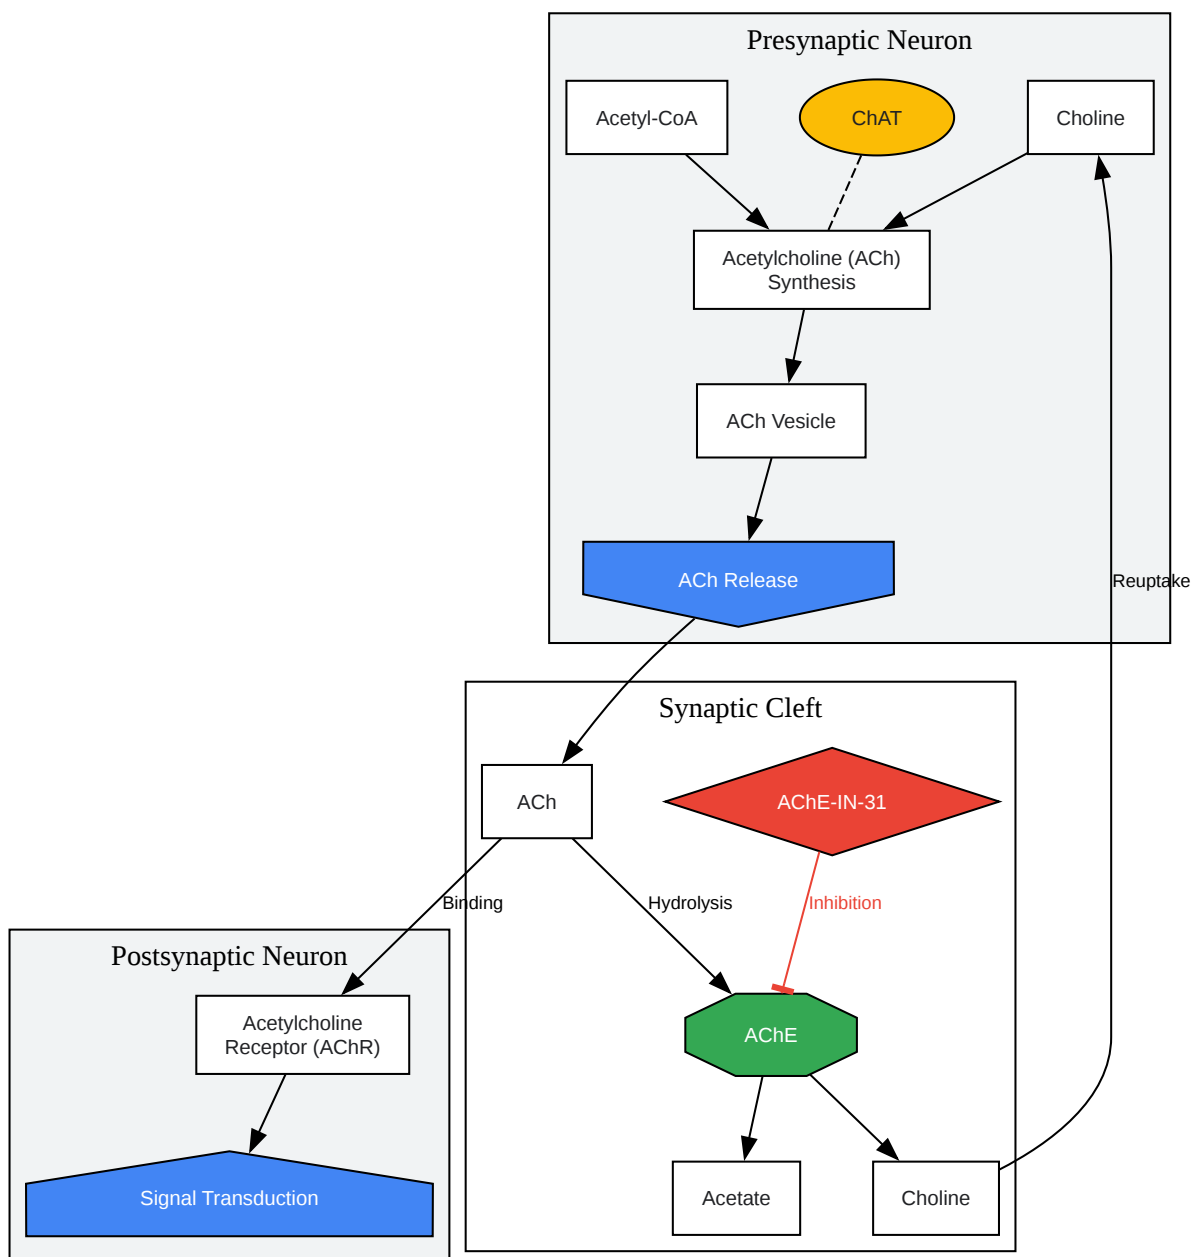 Presynaptic Neuron
Acetyl-CoA
ChAT
Choline
Acetylcholine (ACh)
Synthesis
ACh Vesicle
ACh Release
Reuptake
Synaptic Cleft
ACh
AChE-IN-31
Binding
Hydrolysis
Inhibition
Postsynaptic Neuron
Acetylcholine
Receptor (AChR)
AChE
Signal Transduction
Acetate
Choline